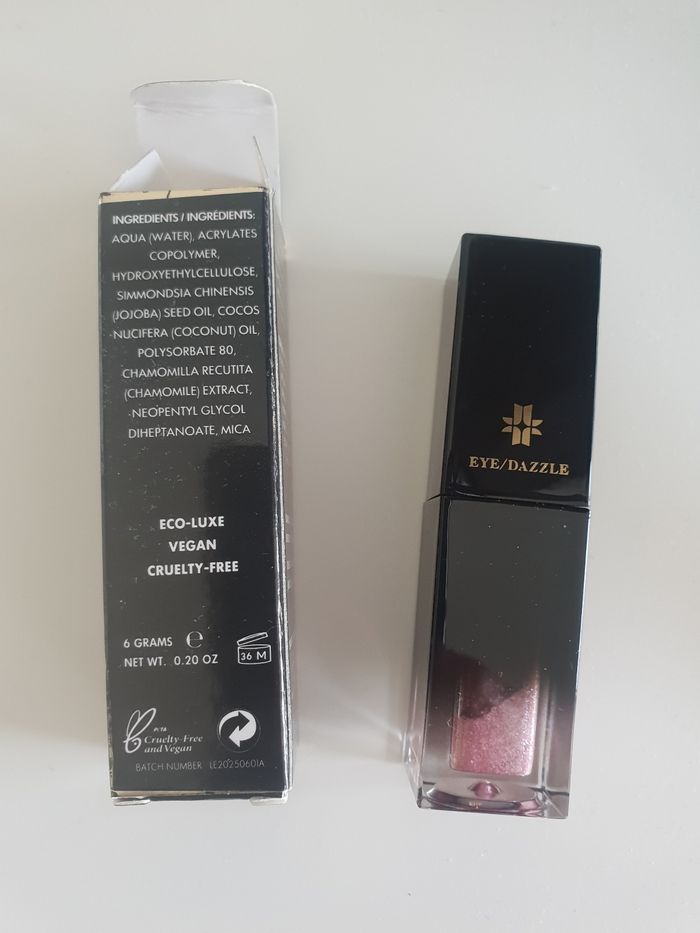 INGREDIENTS / INGRÉDIENTS:
AQUA (WATER), ACRYLATES
COPOLYMER,
HYDROXYETHYLCELLULOSE,
SIMMONDSIA CHINENSIS
(JOJOBA) SEED OIL, COCOS
NUCIFERA (COCONUT) OIL,
POLYSORBATE 80,
CHAMOMILLA RECUTITA
(CHAMOMILE) EXTRACT,
NEOPENTYL GLYCOL
DIHEPTANOATE, MICA
ECO-LUXE
VEGAN
CRUELTY-FREE
6 GRAMS ℮
NET WT. 0.20 OZ
36 M
PETA
Cruelty-Free
and Vegan
BATCH NUMBER LE20250601A
EYE/DAZZLE